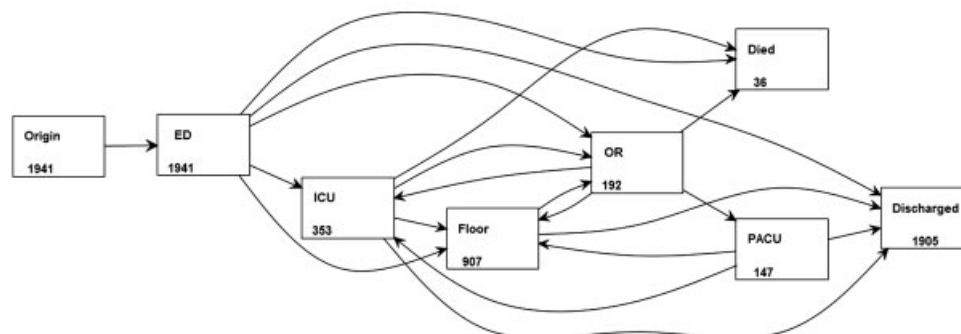 Origin
1941
ED
1941
ICU
353
Floor
907
OR
192
Died
36
PACU
147
Discharged
1905